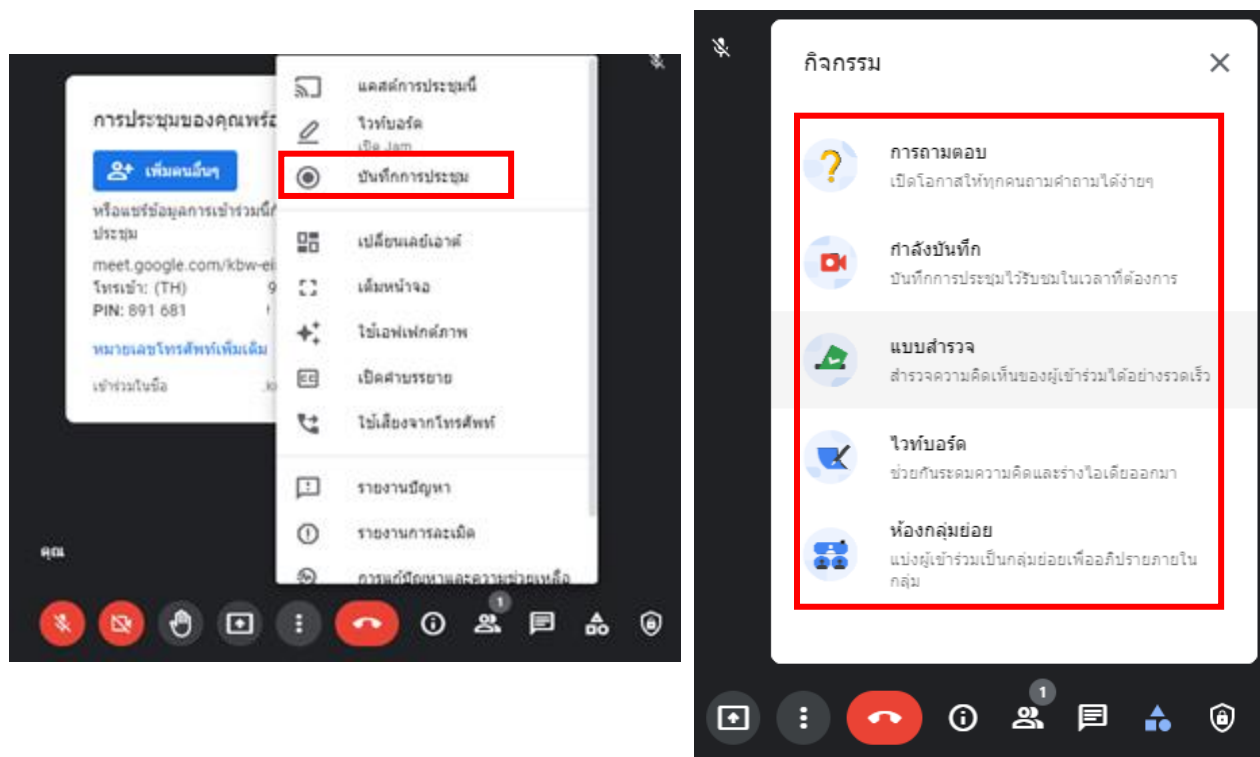 การประชุมของคุณพร้อ
เพิ่มคนอื่นๆ
หรือแชร์ข้อมูลการเข้าร่วมนี้กั
ประชุม
meet.google.com/kbw-ei
โทรเข้า: (TH) 9
PIN: 891 681
หมายเลขโทรศัพท์เพิ่มเติม
เข้าร่วมในชื่อ
คุณ
แคสต์การประชุมนี้
ไวท์บอร์ด
เปิด Jam
บันทึกการประชุม
เปลี่ยนเลย์เอาต์
เต็มหน้าจอ
ใช้เอฟเฟกต์ภาพ
เปิดคำบรรยาย
ใช้เสียงจากโทรศัพท์
รายงานปัญหา
รายงานการละเมิด
การแก้ปัญหาและความช่วยเหลือ
1
กิจกรรม
การถามตอบ
เปิดโอกาสให้ทุกคนถามคำถามได้ง่ายๆ
กำลังบันทึก
บันทึกการประชุมไว้รับชมในเวลาที่ต้องการ
แบบสำรวจ
สำรวจความคิดเห็นของผู้เข้าร่วมได้อย่างรวดเร็ว
ไวท์บอร์ด
ช่วยกันระดมความคิดและร่างไอเดียออกมา
ห้องกลุ่มย่อย
แบ่งผู้เข้าร่วมเป็นกลุ่มย่อยเพื่ออภิปรายภายใน
กลุ่ม
1